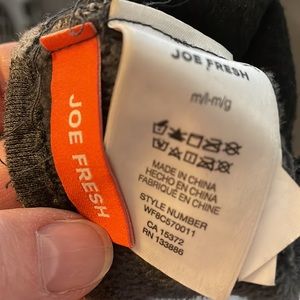 JOE FRESH
JOE FRESH
m/l-m/g
MADE IN CHINA
HECHO EN CHINA
FABRIQUÉ EN CHINE
STYLE NUMBER
WF8C570011
CA 15372
RN 133886